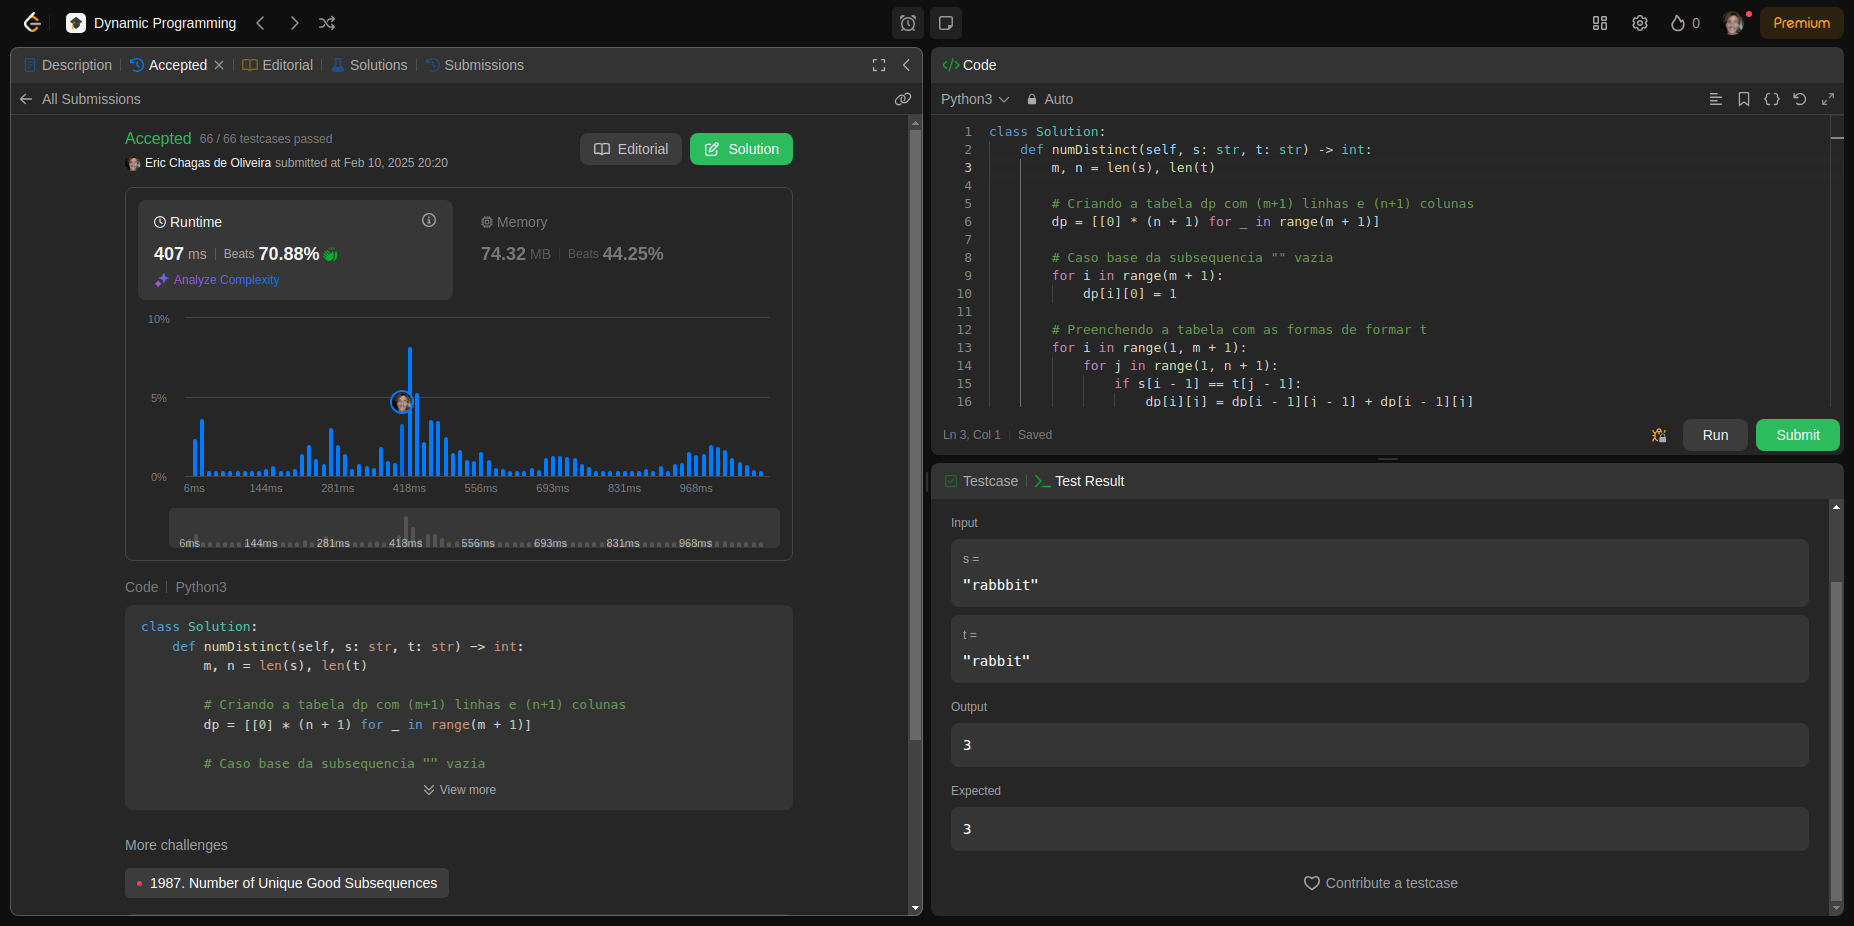 Dynamic Programming
0
Premium
Description
Accepted
Editorial
Solutions
Submissions
All Submissions
Accepted 66 / 66 testcases passed
Eric Chagas de Oliveira submitted at Feb 10, 2025 20:20
Editorial
Solution
Runtime
407 ms Beats 70.88%
Analyze Complexity
Memory
74.32 MB Beats 44.25%
10%
5%
0%
6ms 144ms 281ms 418ms 556ms 693ms 831ms 968ms
6ms 144ms 281ms 418ms 556ms 693ms 831ms 968ms
Code Python3
class Solution:
    def numDistinct(self, s: str, t: str) -> int:
        m, n = len(s), len(t)
        # Criando a tabela dp com (m+1) linhas e (n+1) colunas
        dp = [[0] * (n + 1) for _ in range(m + 1)]
        # Caso base da subsequencia "" vazia
View more
More challenges
1987. Number of Unique Good Subsequences
Code
Python3
Auto
1 class Solution:
2     def numDistinct(self, s: str, t: str) -> int:
3         m, n = len(s), len(t)
4
5         # Criando a tabela dp com (m+1) linhas e (n+1) colunas
6         dp = [[0] * (n + 1) for _ in range(m + 1)]
7
8         # Caso base da subsequencia "" vazia
9         for i in range(m + 1):
10             dp[i][0] = 1
11
12         # Preenchendo a tabela com as formas de formar t
13         for i in range(1, m + 1):
14             for j in range(1, n + 1):
15                 if s[i - 1] == t[j - 1]:
16                     dp[i][j] = dp[i - 1][j - 1] + dp[i - 1][j]
Ln 3, Col 1 Saved
Run
Submit
Testcase
Test Result
Input
s =
"rabbbit"
t =
"rabbit"
Output
3
Expected
3
Contribute a testcase